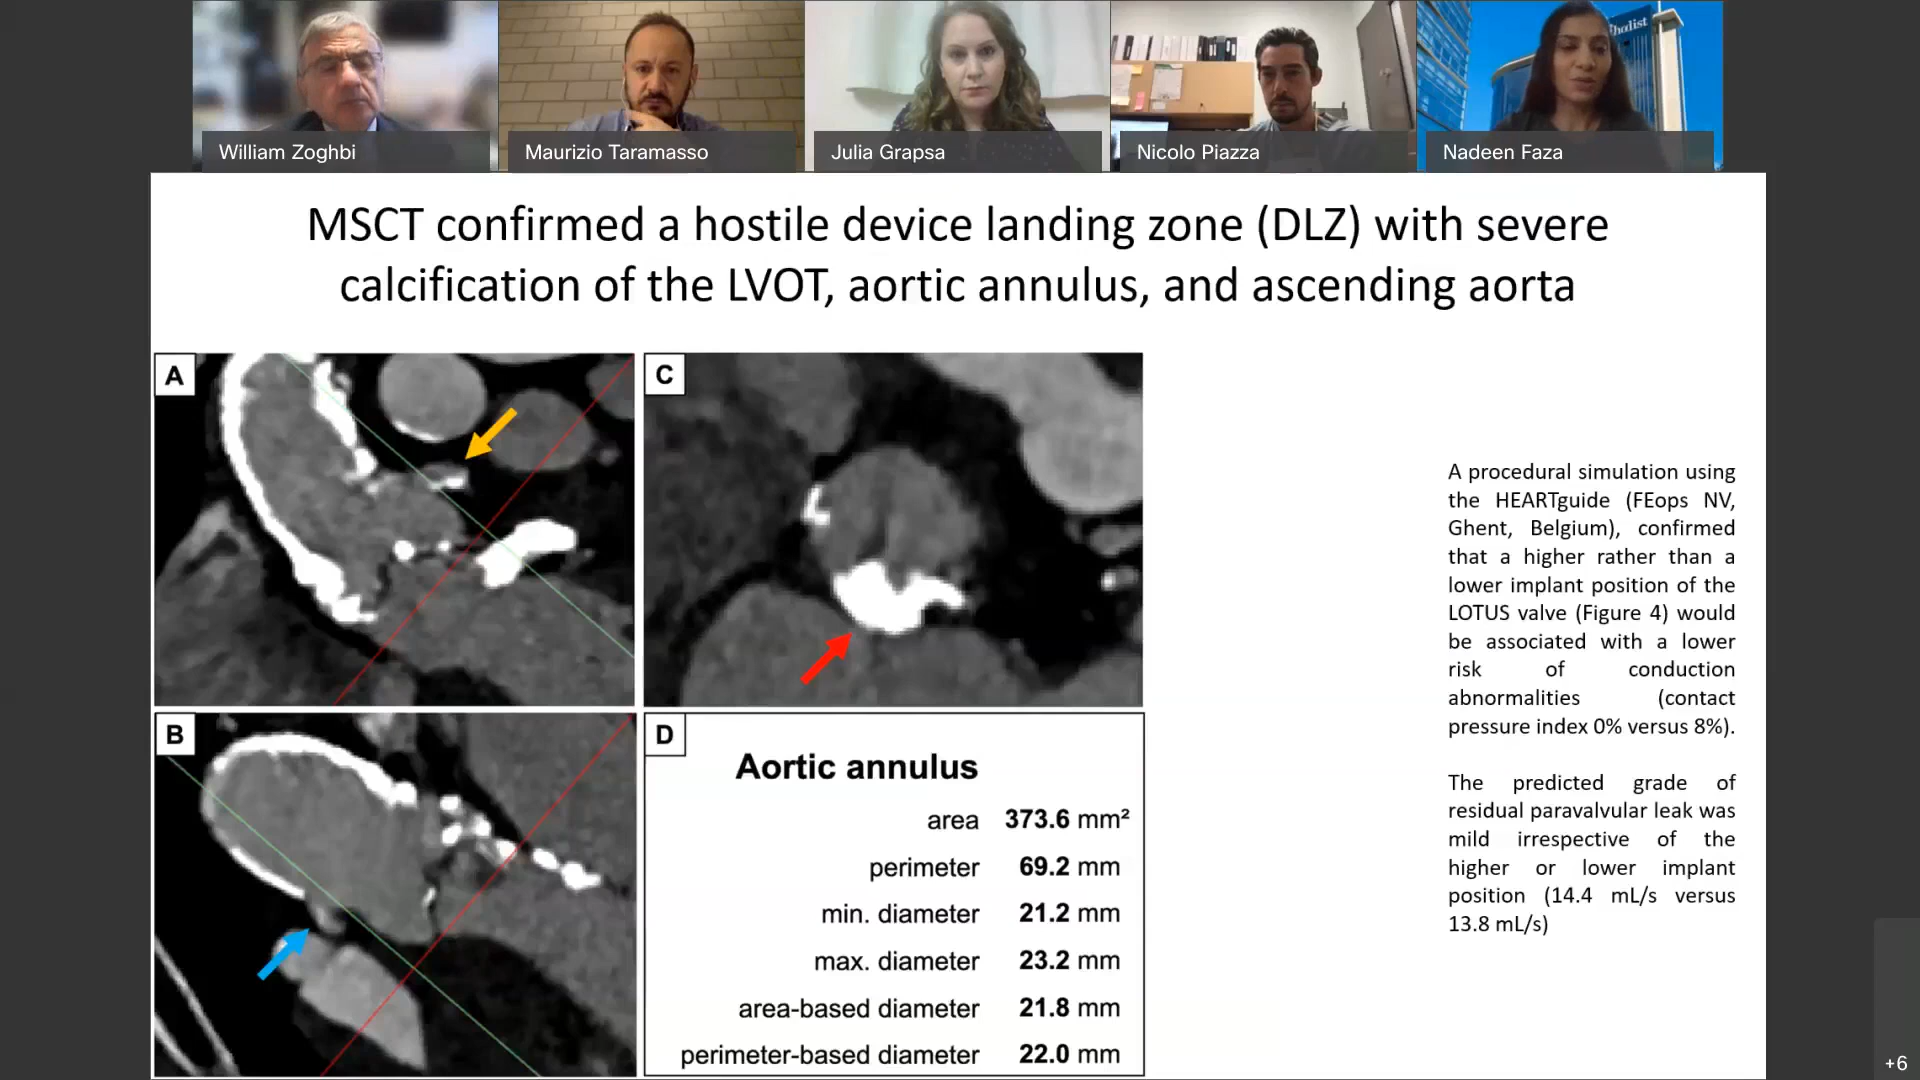 hodist
William Zoghbi
Maurizio Taramasso
Julia Grapsa
Nicolo Piazza
Nadeen Faza
MSCT confirmed a hostile device landing zone (DLZ) with severe
calcification of the LVOT, aortic annulus, and ascending aorta
A
C
B
D
Aortic annulus
area 373.6 mm²
perimeter 69.2 mm
min. diameter 21.2 mm
max. diameter 23.2 mm
area-based diameter 21.8 mm
perimeter-based diameter 22.0 mm
A procedural simulation using
the HEARTguide (FEops NV,
Ghent, Belgium), confirmed
that a higher rather than a
lower implant position of the
LOTUS valve (Figure 4) would
be associated with a lower
risk of conduction
abnormalities (contact
pressure index 0% versus 8%).
The predicted grade of
residual paravalvular leak was
mild irrespective of the
higher or lower implant
position (14.4 mL/s versus
13.8 mL/s)
+6